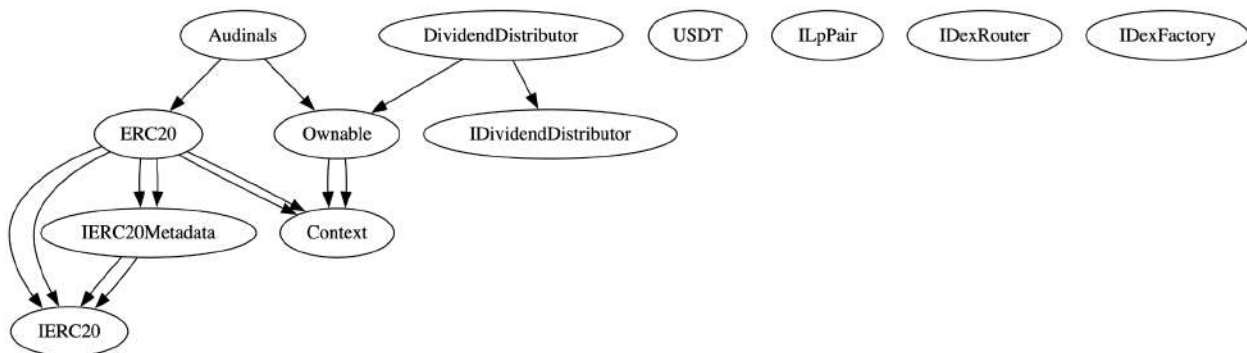 Audinals
DividendDistributor
USDT
ILpPair
IDexRouter
IDexFactory
ERC20
Ownable
IDividendDistributor
IERC20Metadata
Context
IERC20